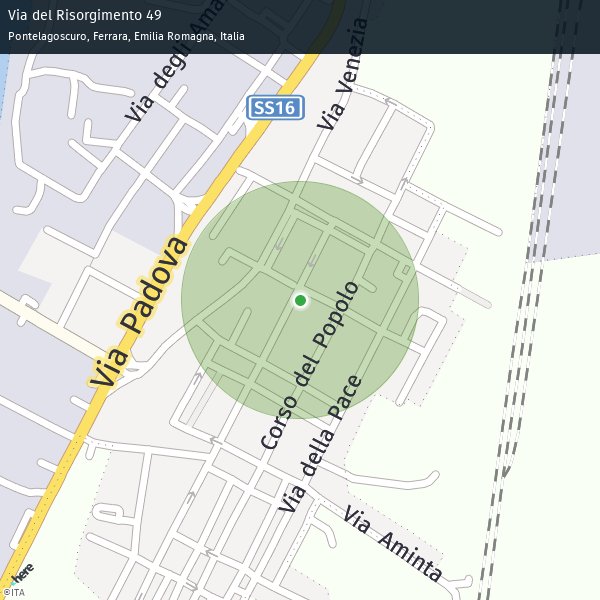 Via del Risorgimento 49
Pontelagoscuro, Ferrara, Emilia Romagna, Italia
Via degli Ama
SS16
Via Venezia
Via Padova
Corso del Popolo
Via della Pace
Via Aminta
here
©ITA